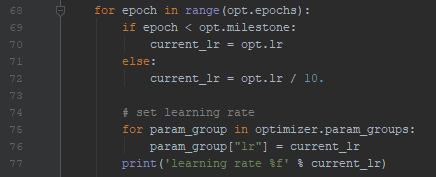 68 for epoch in range(opt.epochs):
69 if epoch < opt.milestone:
70 current_lr = opt.lr
71 else:
72 current_lr = opt.lr / 10.
73
74 # set learning rate
75 for param_group in optimizer.param_groups:
76 param_group["lr"] = current_lr
77 print('learning rate %f' % current_lr)